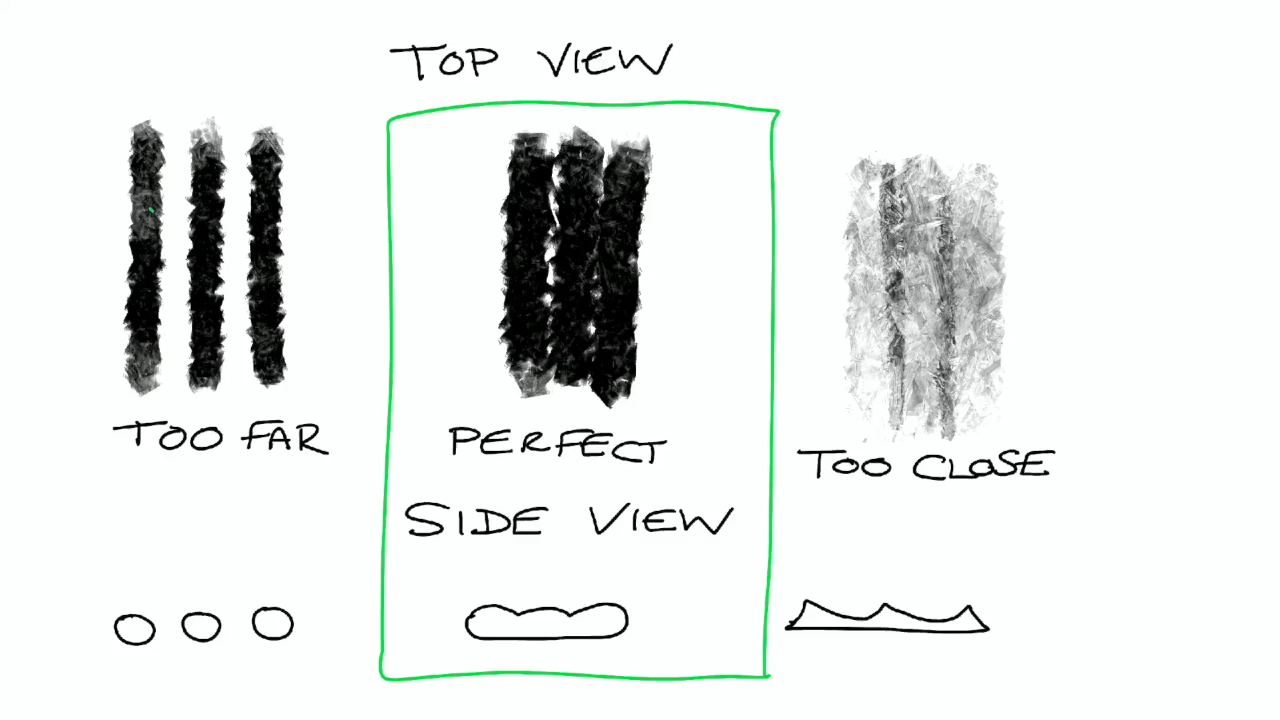 TOP VIEW
TOO FAR
PERFECT
TOO CLOSE
SIDE VIEW